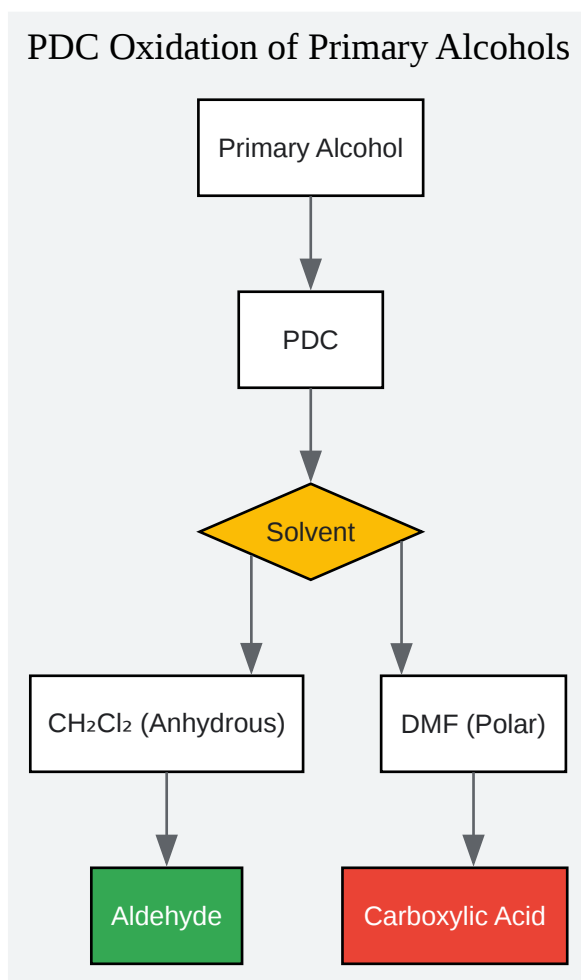 PDC Oxidation of Primary Alcohols
Primary Alcohol
PDC
Solvent
CH₂Cl₂ (Anhydrous)
DMF (Polar)
Aldehyde
Carboxylic Acid